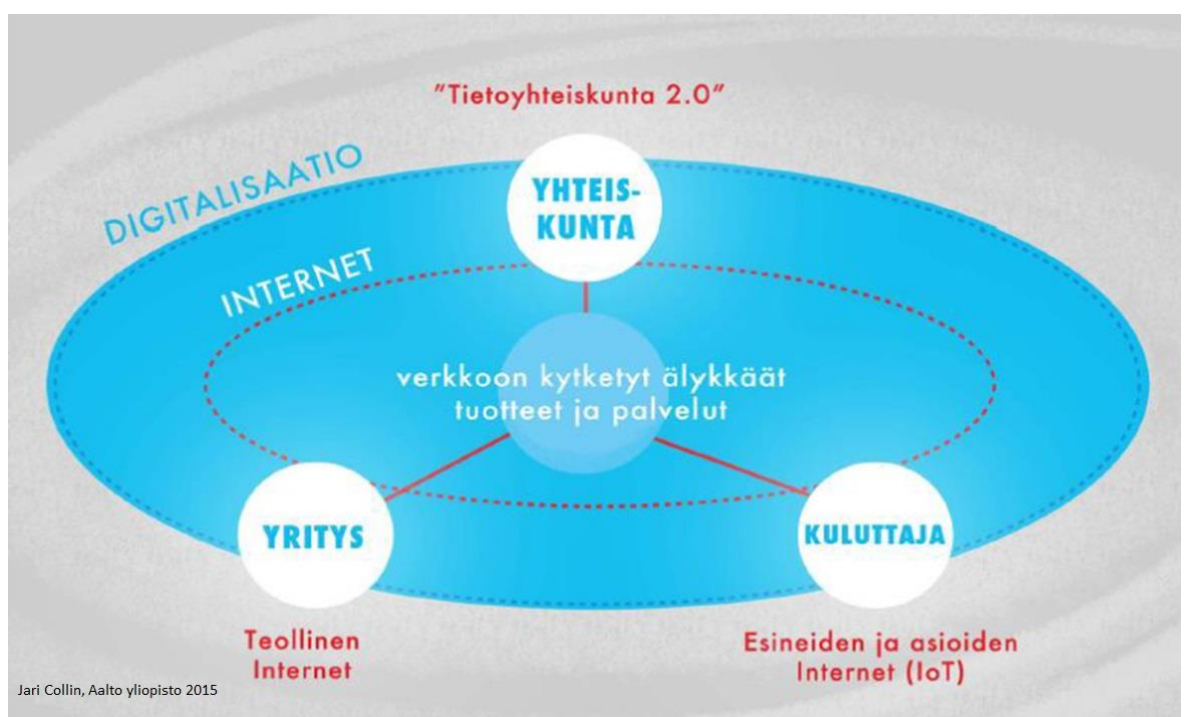 "Tietoyhteiskunta 2.0"
DIGITALISAATIO
YHTEIS-
KUNTA
INTERNET
verkkoon kytketyt älykkäät
tuotteet ja palvelut
YRITYS
KULUTTAJA
Teollinen
Internet
Esineiden ja asioiden
Internet (IoT)
Jari Collin, Aalto yliopisto 2015